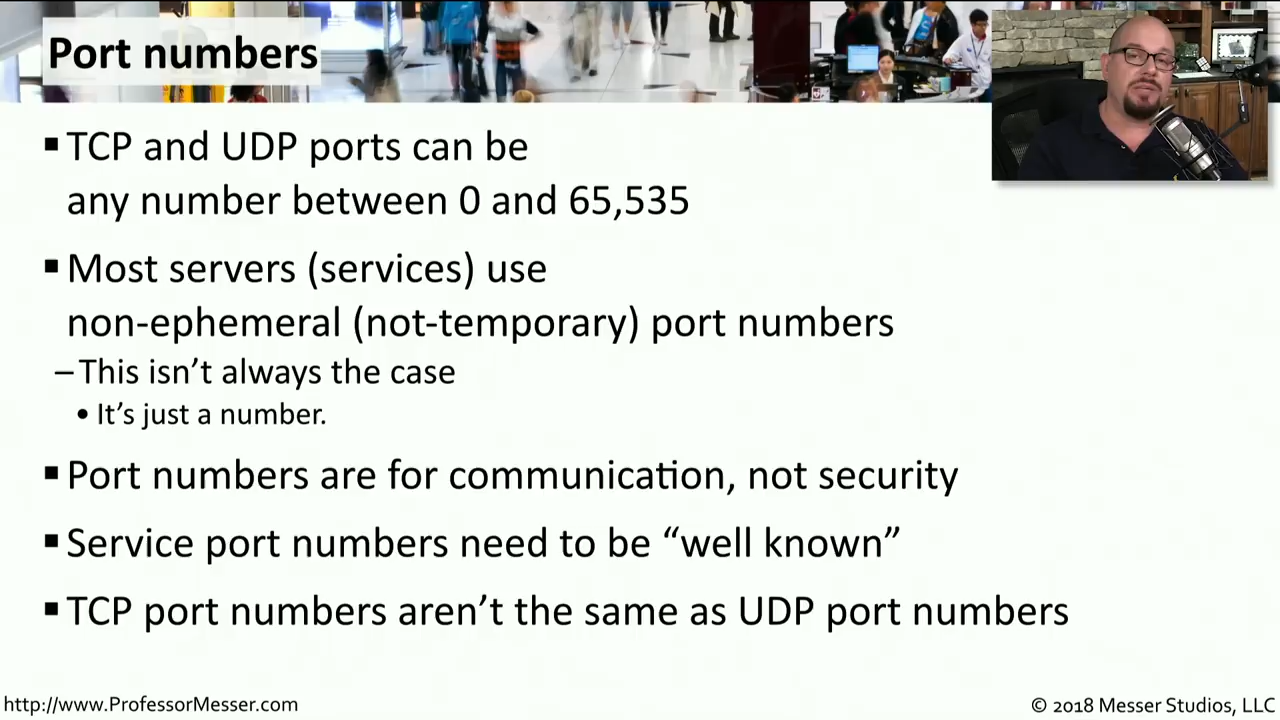 Port numbers
▪ TCP and UDP ports can be
any number between 0 and 65,535
▪ Most servers (services) use
non-ephemeral (not-temporary) port numbers
– This isn’t always the case
• It’s just a number.
▪ Port numbers are for communication, not security
▪ Service port numbers need to be “well known”
▪ TCP port numbers aren’t the same as UDP port numbers
http://www.ProfessorMesser.com
© 2018 Messer Studios, LLC